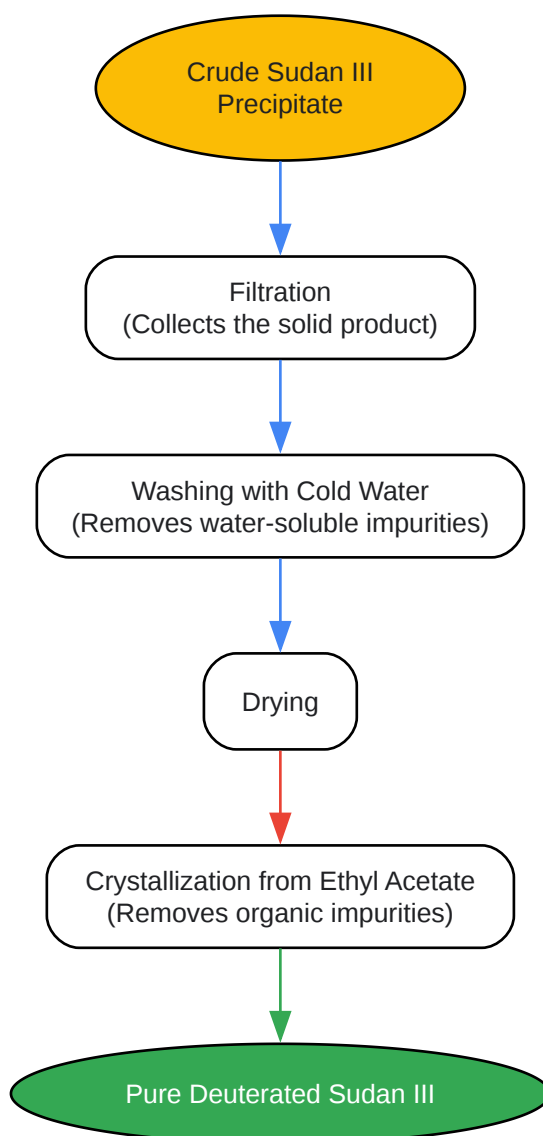 Crude Sudan III
Precipitate
Filtration
(Collects the solid product)
Washing with Cold Water
(Removes water-soluble impurities)
Drying
Crystallization from Ethyl Acetate
(Removes organic impurities)
Pure Deuterated Sudan III